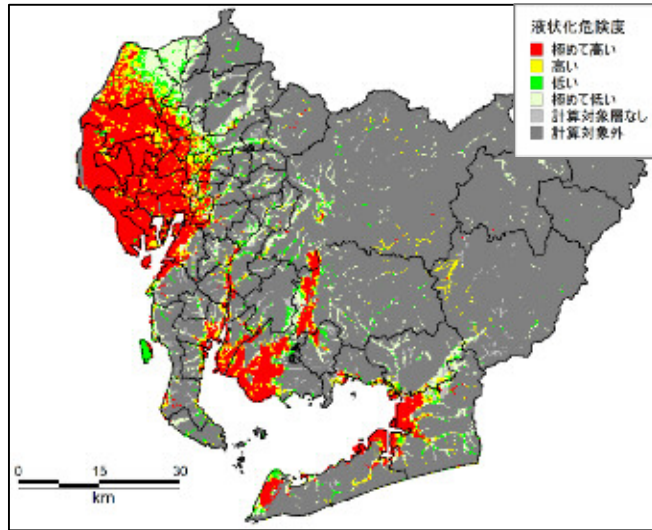 液状化危険度
極めて高い
高い
低い
極めて低い
計算対象層なし
計算対象外
0 15 30
km